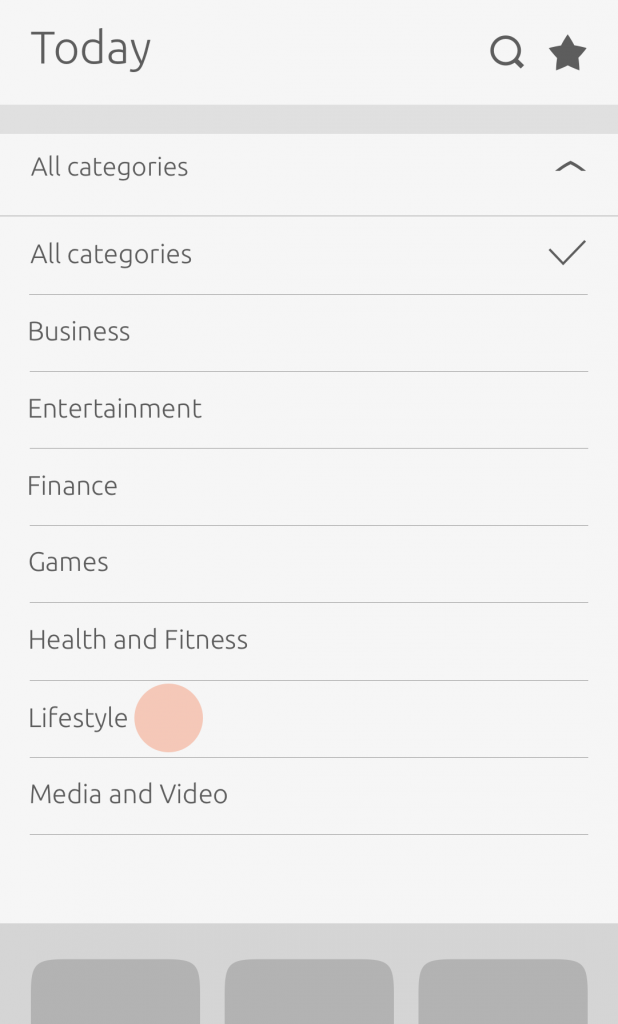 Today
All categories
All categories
Business
Entertainment
Finance
Games
Health and Fitness
Lifestyle
Media and Video